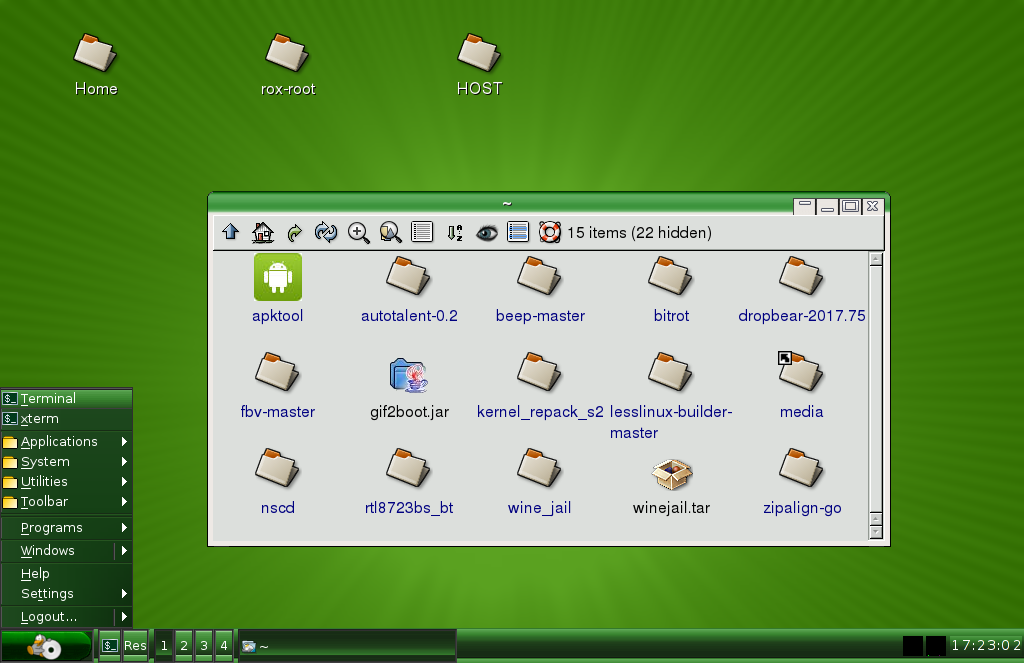 Home
rox-root
HOST
~
15 items (22 hidden)
apktool
autotalent-0.2
beep-master
bitrot
dropbear-2017.75
fbv-master
gif2boot.jar
kernel_repack_s2
lesslinux-builder-
master
media
nscd
rtl8723bs_bt
wine_jail
winejail.tar
zipalign-go
Terminal
xterm
Applications
System
Utilities
Toolbar
Programs
Windows
Help
Settings
Logout...
Res
1 2 3 4
~
17:23:02